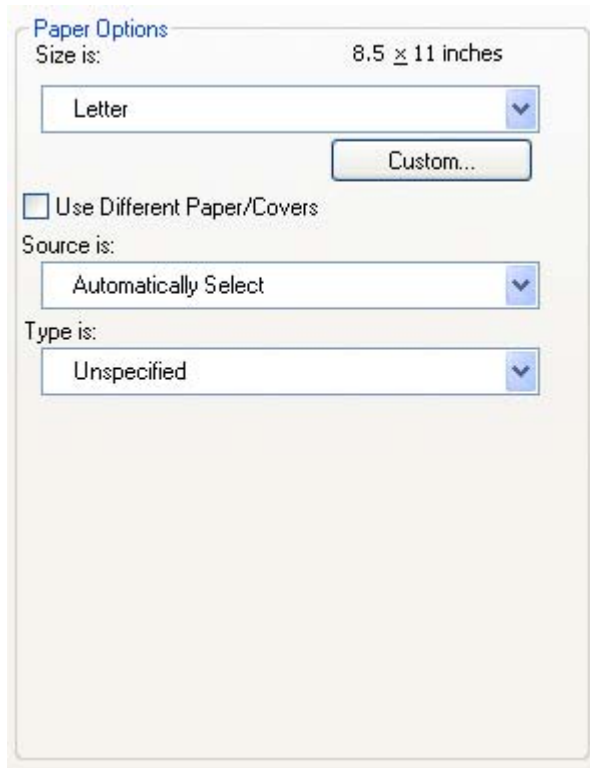 Paper Options
Size is: 8.5 x 11 inches
Letter
Custom...
Use Different Paper/Covers
Source is:
Automatically Select
Type is:
Unspecified